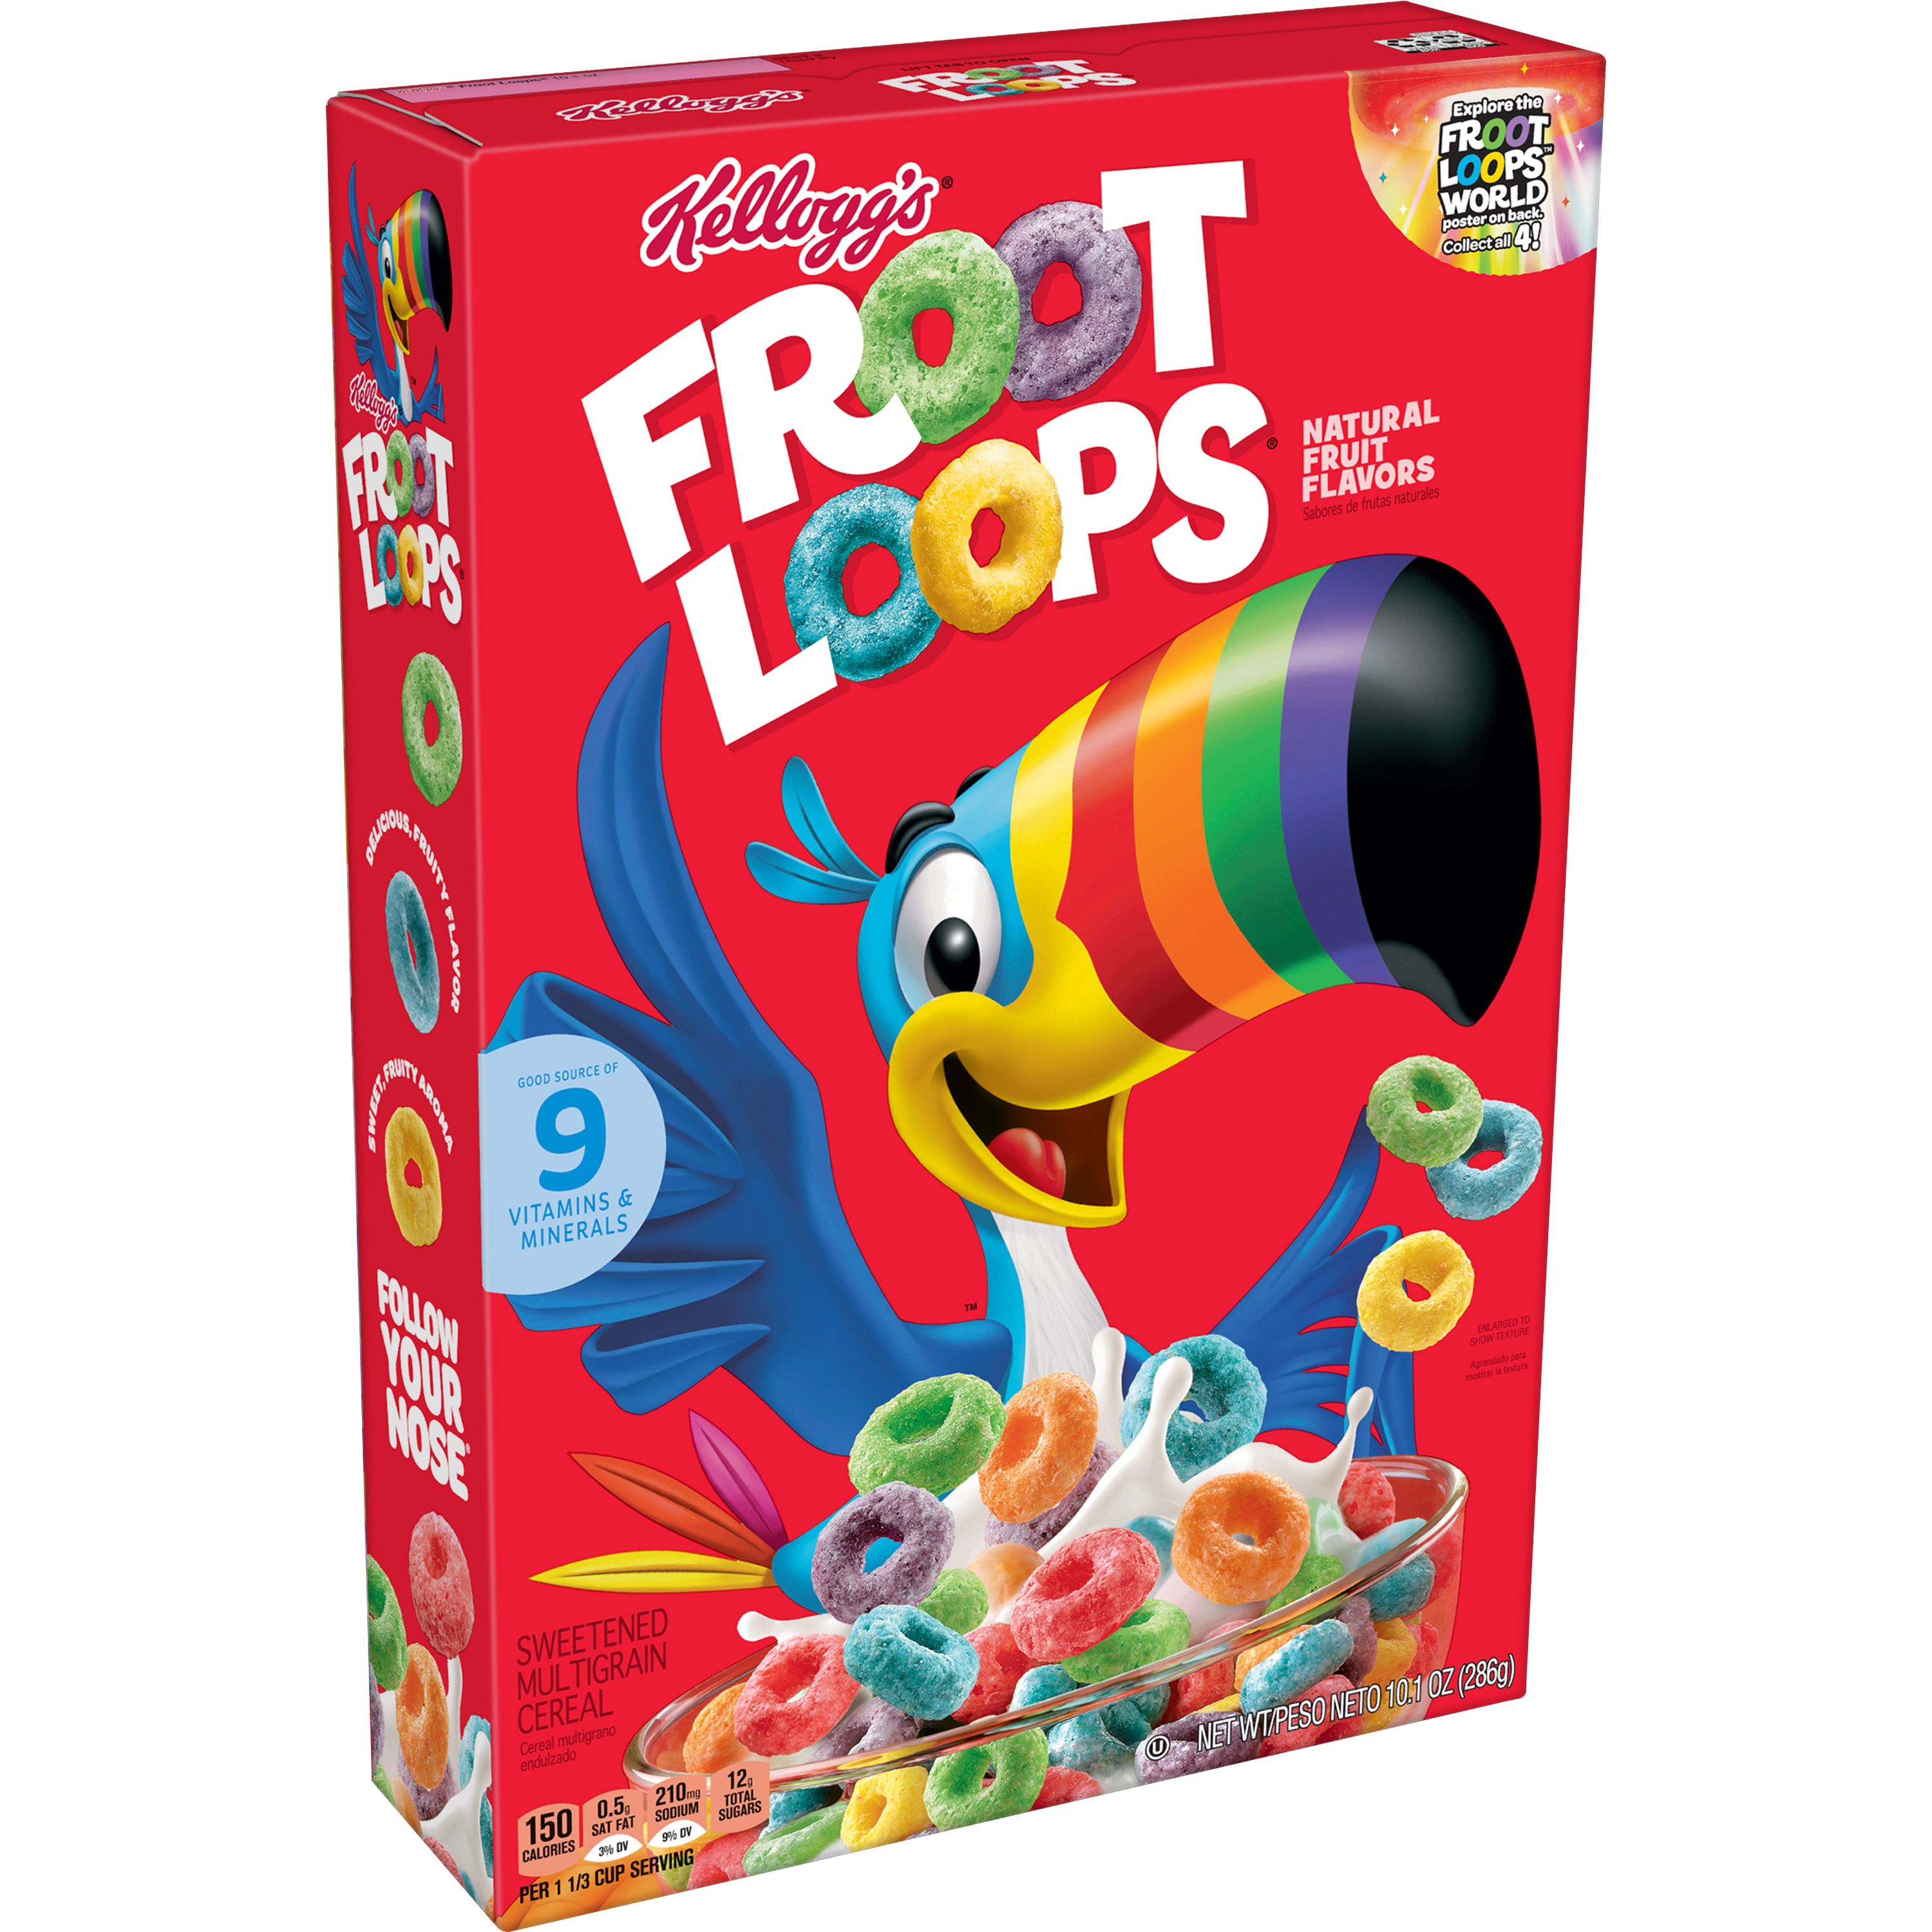 Kellogg's
FROOT
LOOPS
Explore the
FROOT
LOOPS™
WORLD
poster on back.
Collect all 4!
Kellogg's®
FROOT
LOOPS®
NATURAL
FRUIT
FLAVORS
Sabores de frutas naturales
GOOD SOURCE OF
9
VITAMINS &
MINERALS
TM
ENLARGED TO
SHOW TEXTURE
Agrandado para
mostrar la textura
SWEETENED
MULTIGRAIN
CEREAL
Cereal multigrano
endulzado
NET WT/PESO NETO 10.1 OZ (286g)
U
150
CALORIES
0.5g
SAT FAT
3% DV
210mg
SODIUM
9% DV
12g
TOTAL
SUGARS
PER 1 1/3 CUP SERVING
Kellogg's
FROOT
LOOPS
DELICIOUS, FRUITY FLAVOR
SWEET, FRUITY AROMA
FOLLOW
YOUR
NOSE®